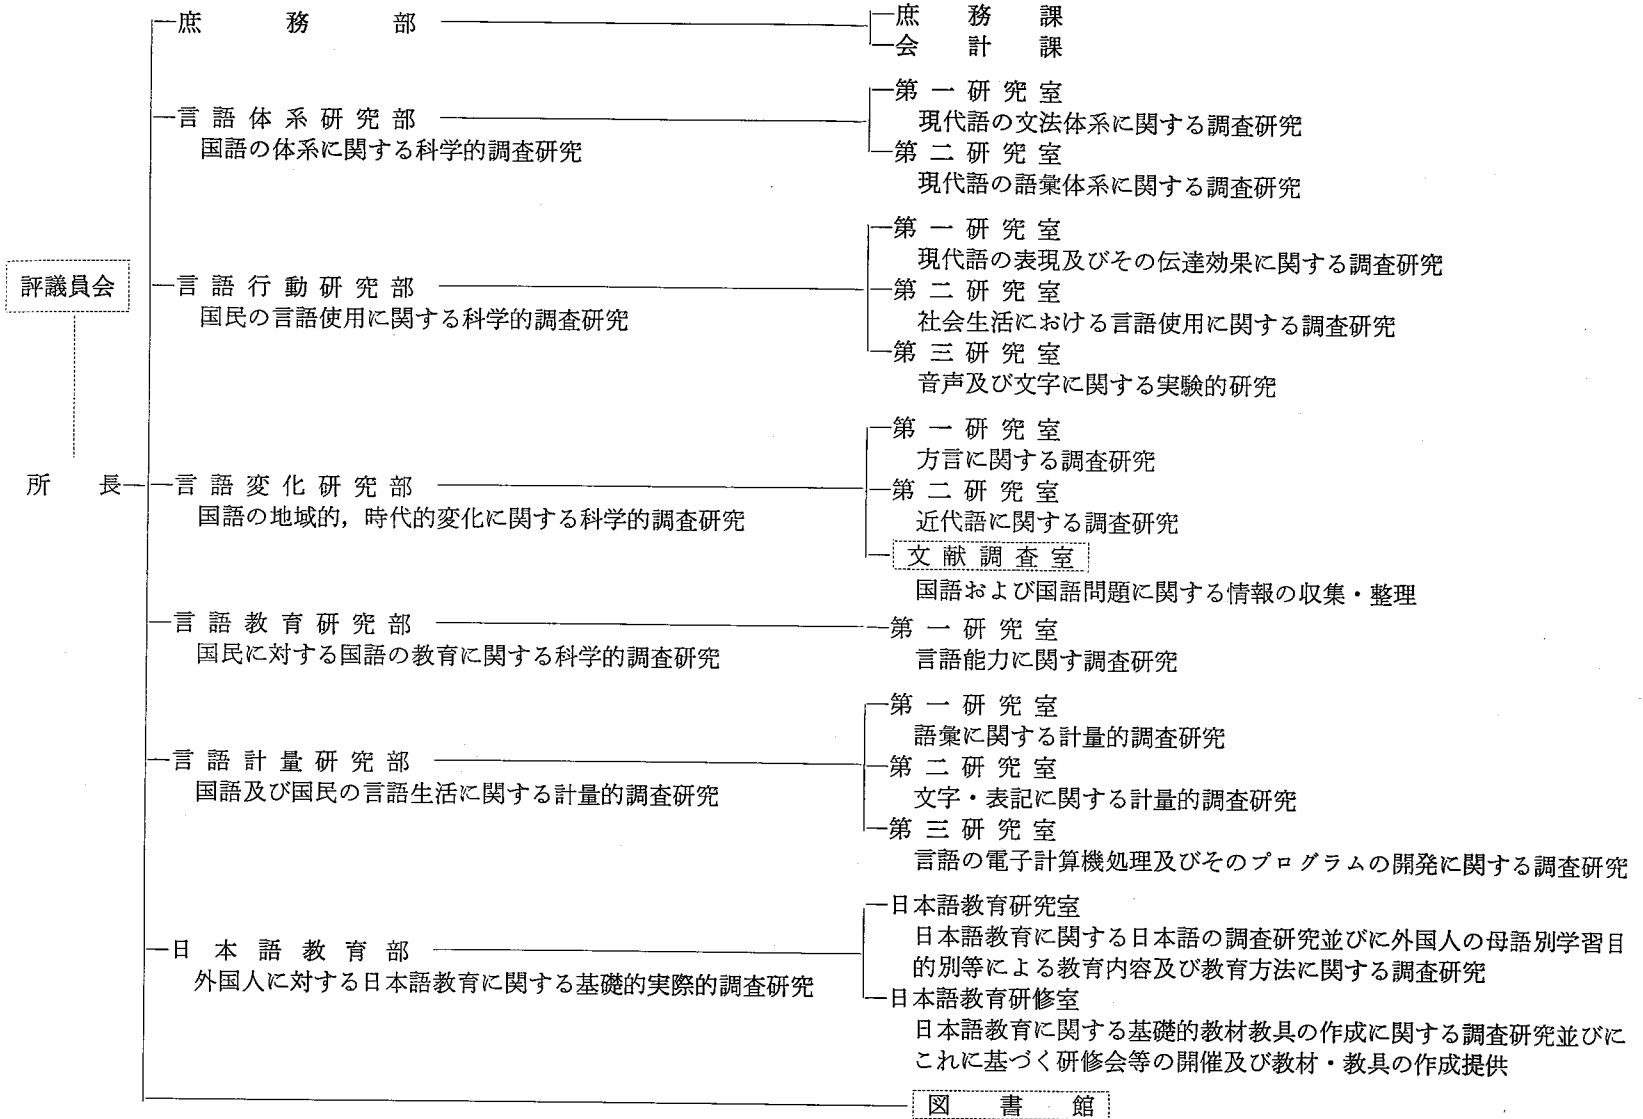 評議員会
所長
庶務部
庶務課
会計課
言語体系研究部
国語の体系に関する科学的調査研究
第一研究室
現代語の文法体系に関する調査研究
第二研究室
現代語の語彙体系に関する調査研究
言語行動研究部
国民の言語使用に関する科学的調査研究
第一研究室
現代語の表現及びその伝達効果に関する調査研究
第二研究室
社会生活における言語使用に関する調査研究
第三研究室
音声及び文字に関する実験的研究
言語変化研究部
国語の地域的,時代的変化に関する科学的調査研究
第一研究室
方言に関する調査研究
第二研究室
近代語に関する調査研究
文献調査室
国語および国語問題に関する情報の収集・整理
言語教育研究部
国民に対する国語の教育に関する科学的調査研究
第一研究室
言語能力に関す調査研究
言語計量研究部
国語及び国民の言語生活に関する計量的調査研究
第一研究室
語彙に関する計量的調査研究
第二研究室
文字・表記に関する計量的調査研究
第三研究室
言語の電子計算機処理及びそのプログラムの開発に関する調査研究
日本語教育部
外国人に対する日本語教育に関する基礎的実際的調査研究
日本語教育研究室
日本語教育に関する日本語の調査研究並びに外国人の母語別学習目
的別等による教育内容及び教育方法に関する調査研究
日本語教育研修室
日本語教育に関する基礎的教材教具の作成に関する調査研究並びに
これに基づく研修会等の開催及び教材・教具の作成提供
図書館